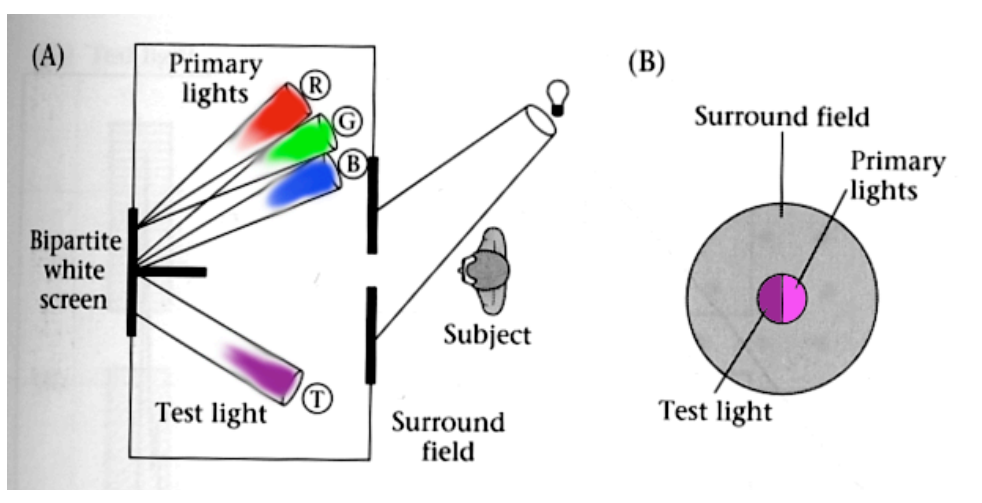 (A)
Primary
lights
R
G
B
Bipartite
white
screen
Subject
Test light
T
Surround
field
(B)
Surround field
Primary
lights
Test light